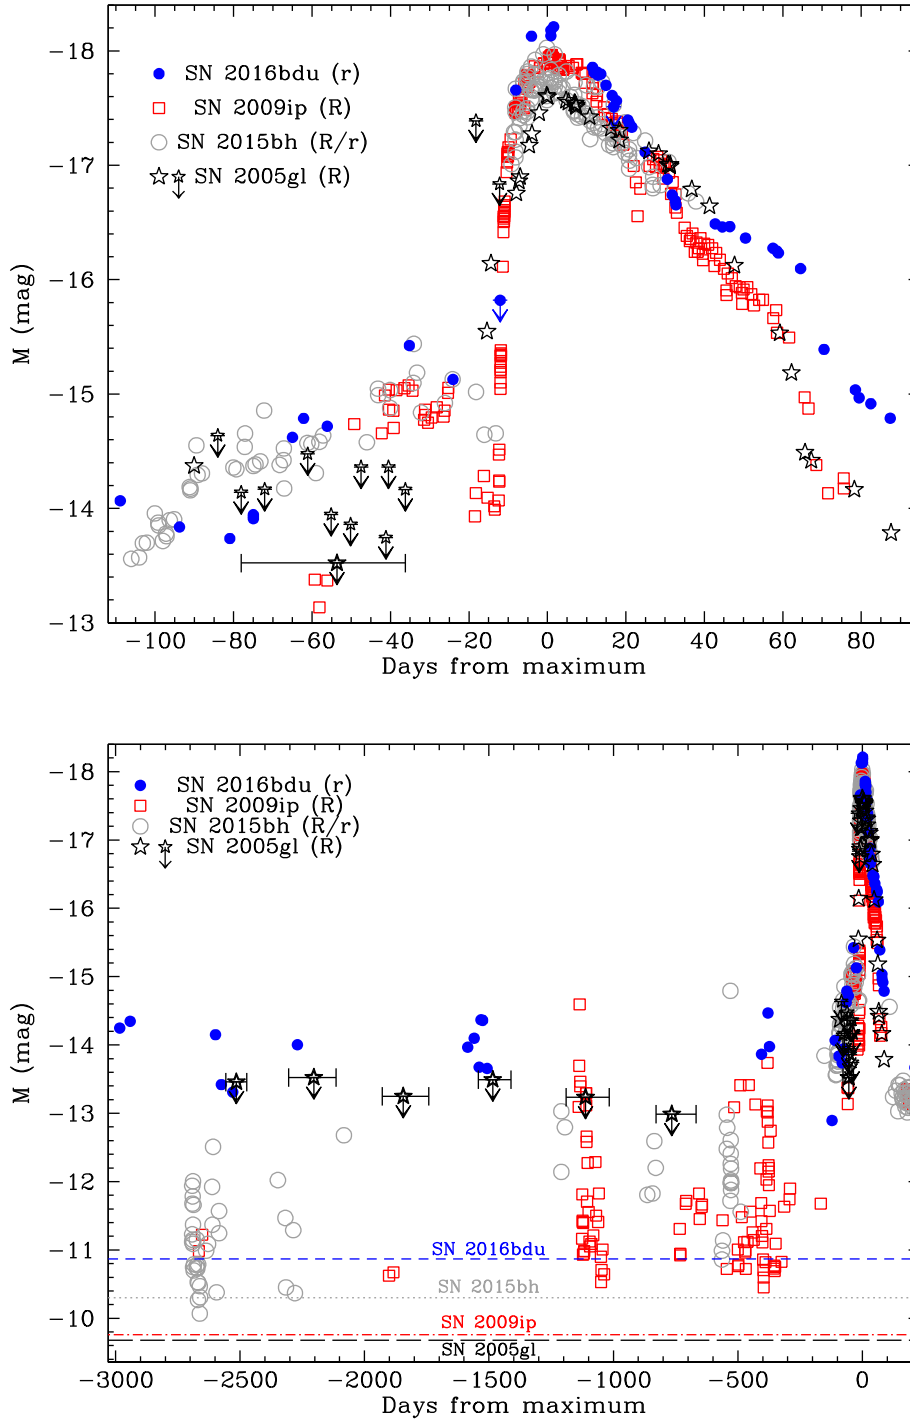 −18
SN 2016bdu (r)
SN 2009ip (R)
SN 2015bh (R/r)
SN 2005gl (R)
−17
−16
−15
−14
−13
M (mag)
−100 −80 −60 −40 −20 0 20 40 60 80
Days from maximum
−18
SN 2016bdu (r)
SN 2009ip (R)
SN 2015bh (R/r)
SN 2005gl (R)
−17
−16
−15
−14
−13
−12
−11
−10
M (mag)
SN 2016bdu
SN 2015bh
SN 2009ip
SN 2005gl
−3000 −2500 −2000 −1500 −1000 −500 0
Days from maximum